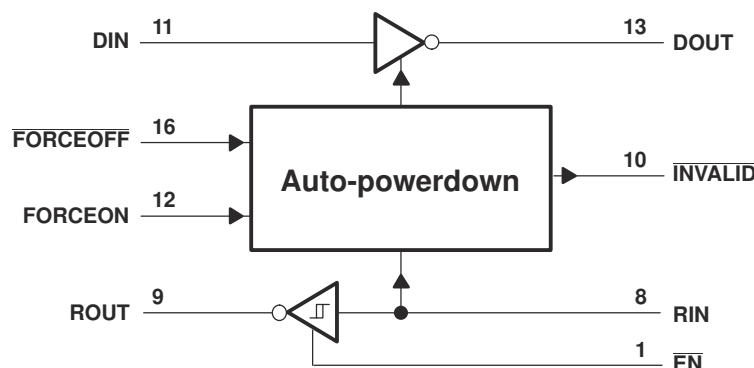 DIN 11 13 DOUT
FORCEOFF 16
Auto-powerdown 10 INVALID
FORCEON 12
ROUT 9 8 RIN
1 EN